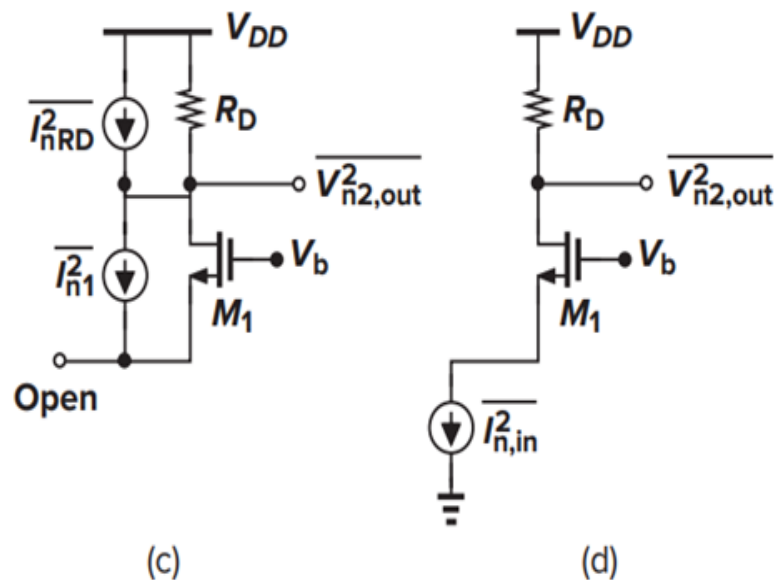 V_DD
V_DD
I²_nRD
R_D
R_D
V²_n2,out
V²_n2,out
I²_n1
V_b
V_b
M_1
M_1
Open
I²_n,in
(c)
(d)